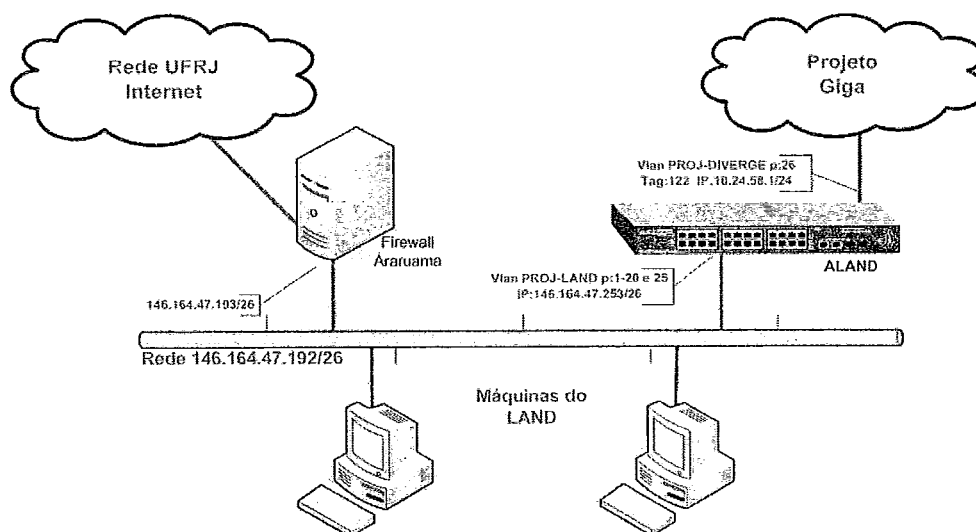 Rede UFRJ
Internet
Projeto
Giga
Vlan PROJ-DIVERGE p:26
Tag:122 IP:10.24.58.1/24
Firewall
Araruama
ALAND
146.164.47.193/26
Vlan PROJ-LAND p:1-20 e 25
IP:146.164.47.253/26
Rede 146.164.47.192/26
Máquinas do
LAND